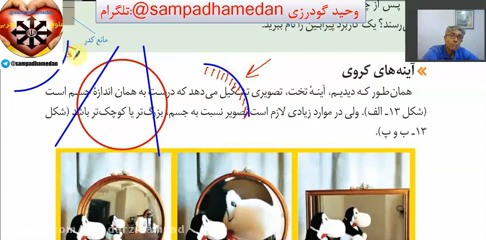 پس از چ
وحید گودرزی @sampadhamedan:تلگرام
رسند؟ یک کاربرد پیرابین را نام ببرید.
مانع کدر
@sampadhamedan
آینه‌های کروی
همان‌طور که دیدیم، آینهٔ تخت، تصویری تشکیل می‌دهد که درست به همان اندازهٔ جسم است
(شکل ۱۳ـ الف). ولی در موارد زیادی لازم است تصویر نسبت به جسم، بزرگ‌تر یا کوچک‌تر باشد (شکل
۱۳ـ ب و پ).